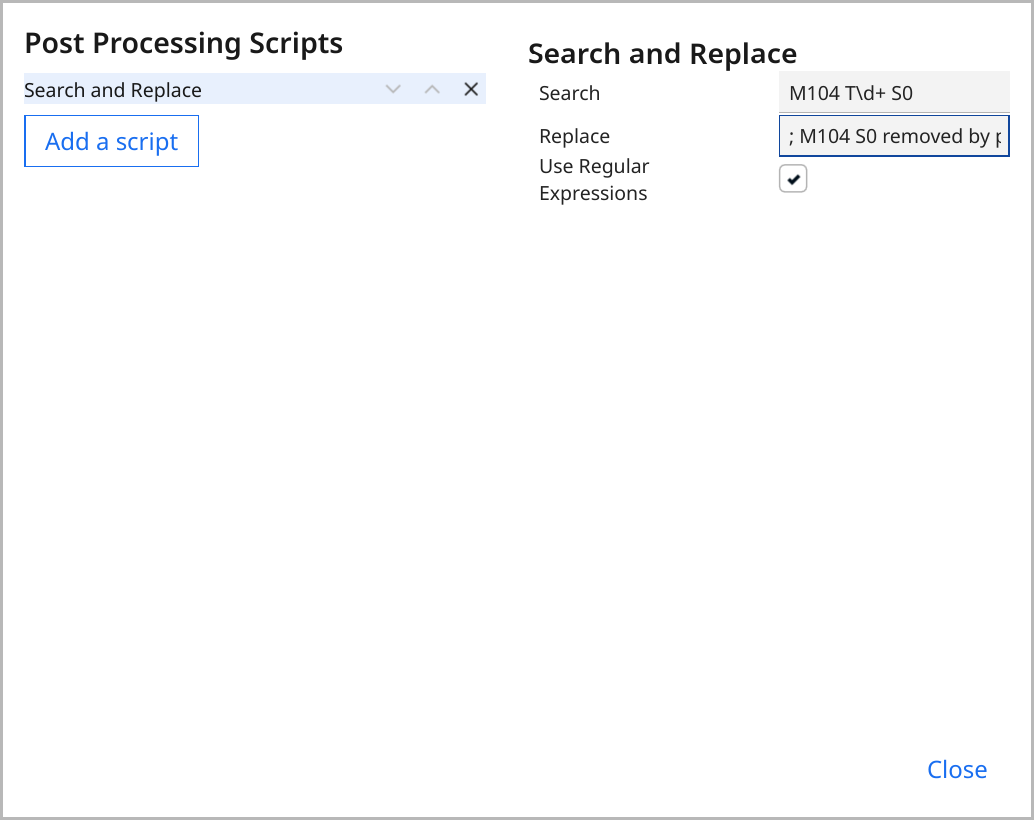 Post Processing Scripts
Search and Replace
Add a script
Search and Replace
Search
M104 T\d+ S0
Replace
; M104 S0 removed by p
Use Regular
Expressions
Close